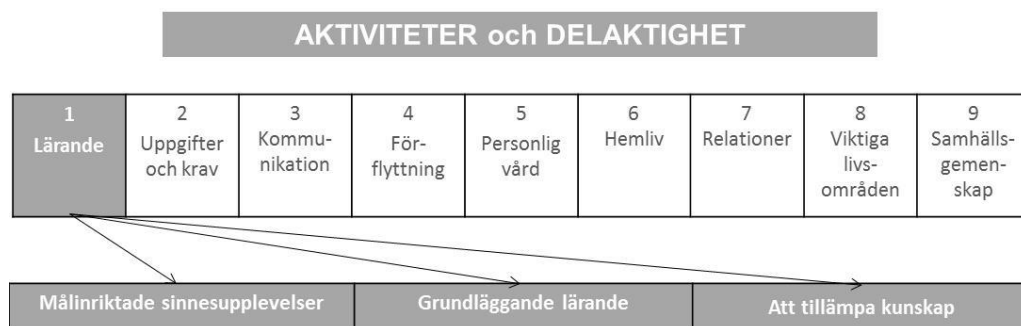 AKTIVITETER och DELAKTIGHET
1
Lärande
2
Uppgifter
och krav
3
Kommu-
nikation
4
För-
flyttning
5
Personlig
vård
6
Hemliv
7
Relationer
8
Viktiga
livs-
områden
9
Samhälls-
gemen-
skap
Målinriktade sinnesupplevelser
Grundläggande lärande
Att tillämpa kunskap